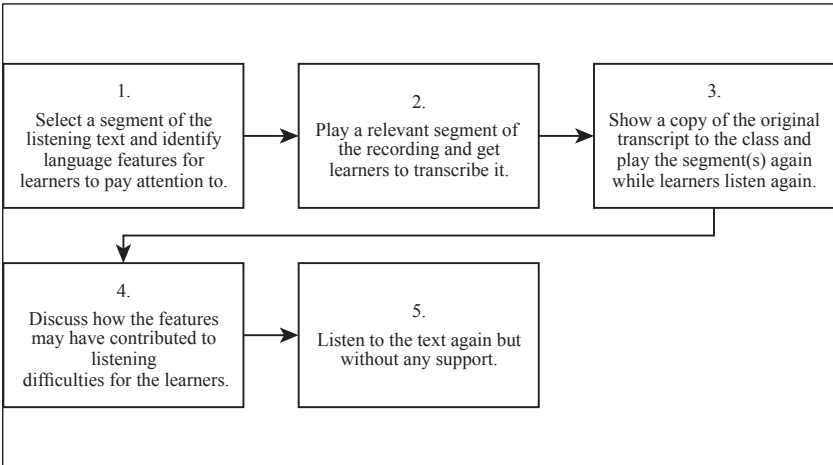 1.
Select a segment of the
listening text and identify
language features for
learners to pay attention to.
2.
Play a relevant segment of
the recording and get
learners to transcribe it.
3.
Show a copy of the original
transcript to the class and
play the segment(s) again
while learners listen again.
4.
Discuss how the features
may have contributed to
listening
difficulties for the learners.
5.
Listen to the text again but
without any support.